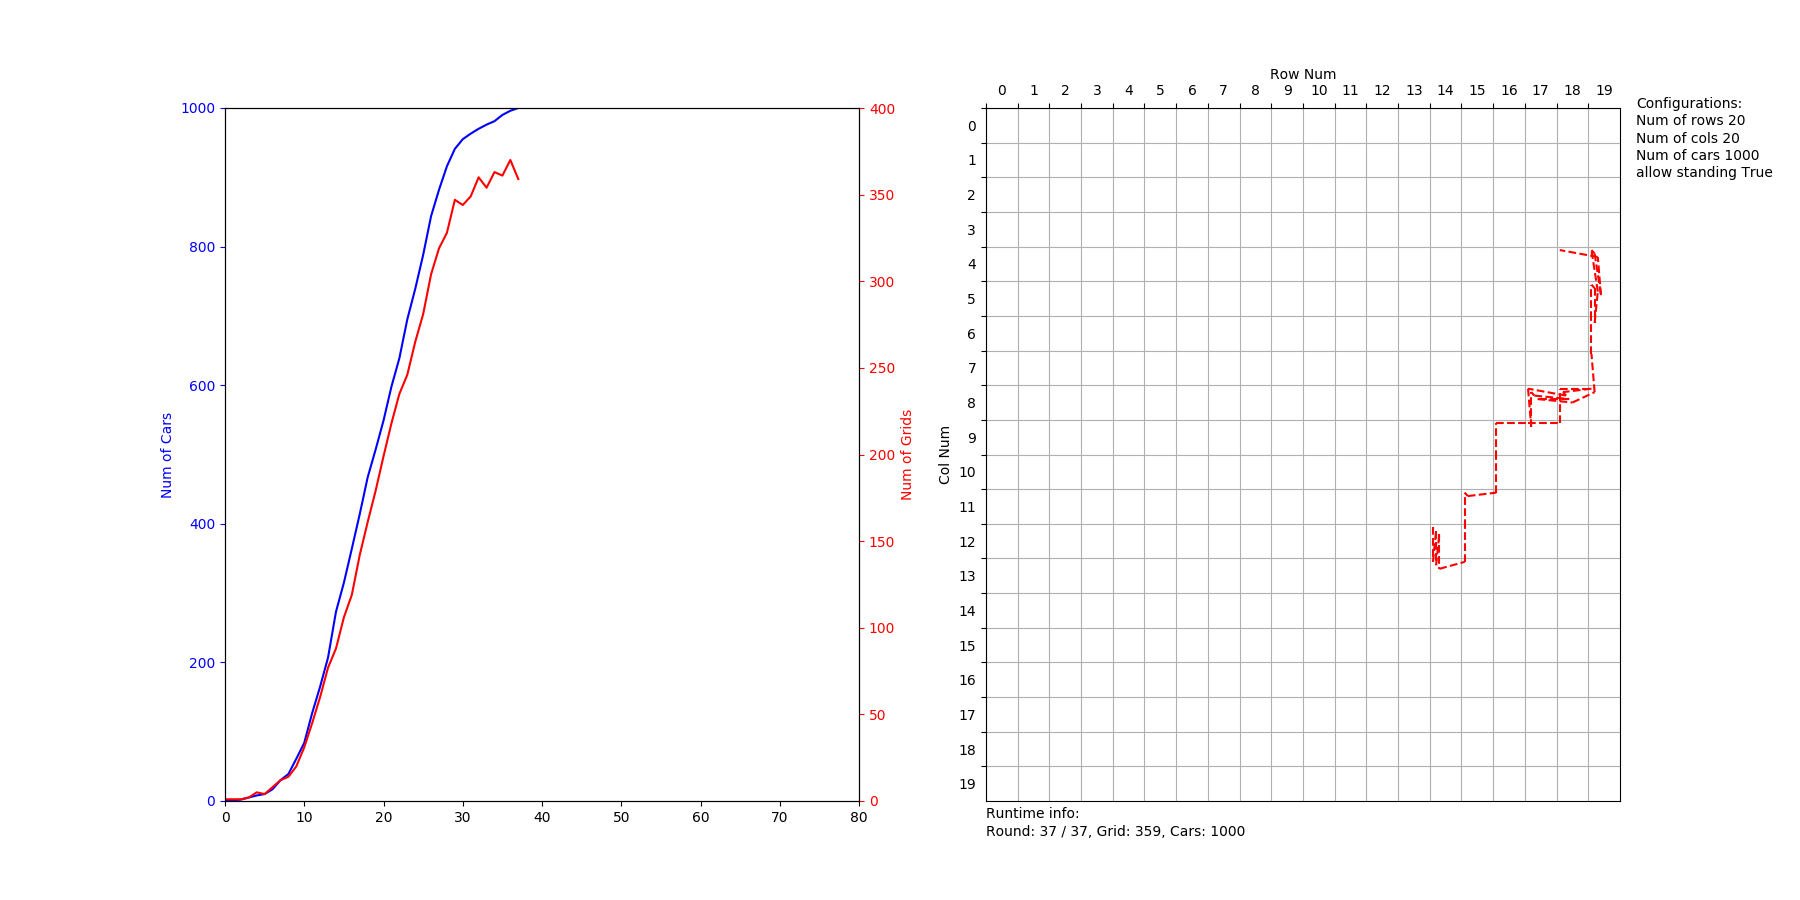 Row Num
0 1 2 3 4 5 6 7 8 9 10 11 12 13 14 15 16 17 18 19
Configurations:
Num of rows 20
Num of cols 20
Num of cars 1000
allow standing True
1000
800
600
400
200
0
Num of Cars
0 10 20 30 40 50 60 70 80
400
350
300
250
200
150
100
50
0
Num of Grids
Col Num
0
1
2
3
4
5
6
7
8
9
10
11
12
13
14
15
16
17
18
19
Runtime info:
Round: 37 / 37, Grid: 359, Cars: 1000